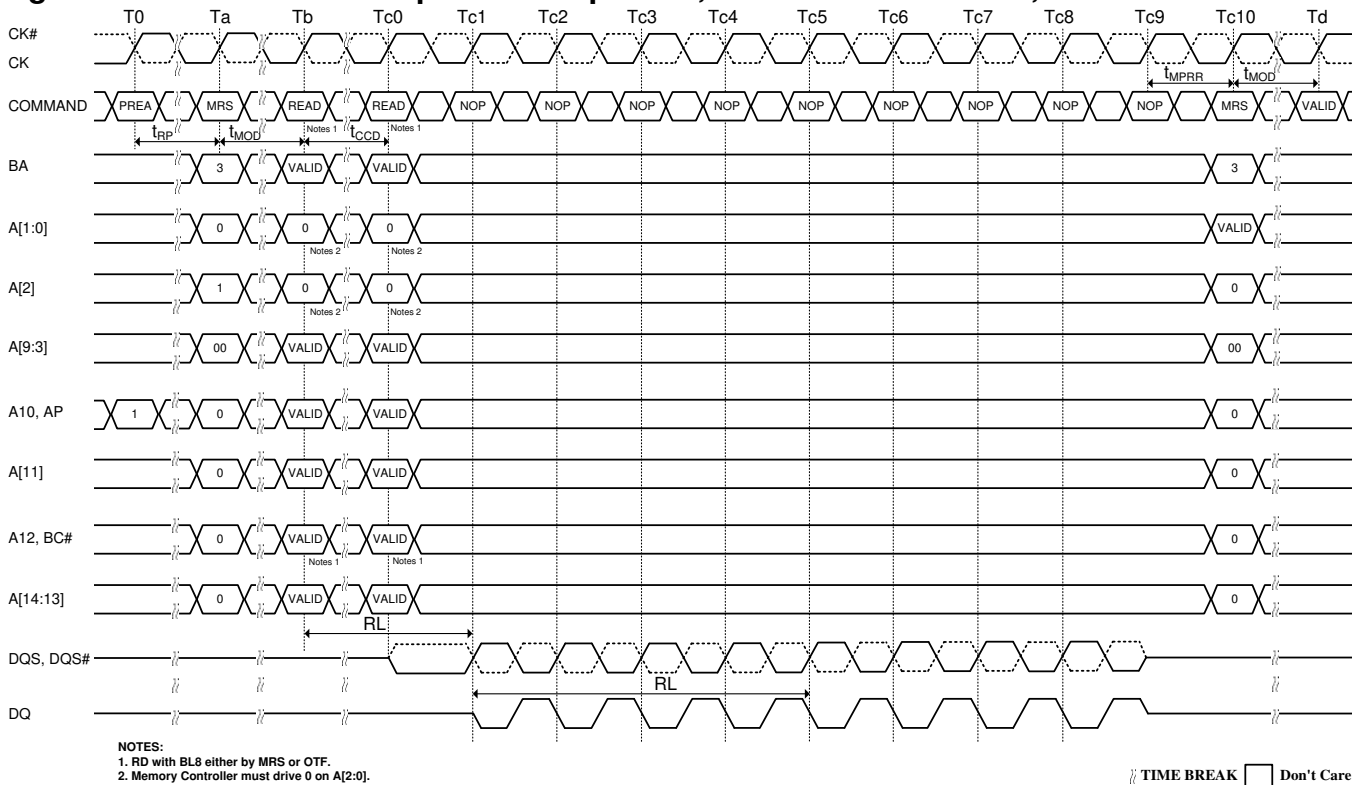 T0 Ta Tb Tc0 Tc1 Tc2 Tc3 Tc4 Tc5 Tc6 Tc7 Tc8 Tc9 Tc10 Td
CK#
CK
tMPRR tMOD
COMMAND PREA MRS READ READ NOP NOP NOP NOP NOP NOP NOP NOP NOP MRS VALID
Notes 1 Notes 1
tRP tMOD tCCD
BA 3 VALID VALID 3
A[1:0] 0 0 0 VALID
Notes 2 Notes 2
A[2] 1 0 0 0
Notes 2 Notes 2
A[9:3] 00 VALID VALID 00
A10, AP 1 0 VALID VALID 0
A[11] 0 VALID VALID 0
A12, BC# 0 VALID VALID 0
Notes 1 Notes 1
A[14:13] 0 VALID VALID 0
RL
DQS, DQS#
RL
DQ
NOTES:
1. RD with BL8 either by MRS or OTF.
2. Memory Controller must drive 0 on A[2:0].
TIME BREAK Don't Care